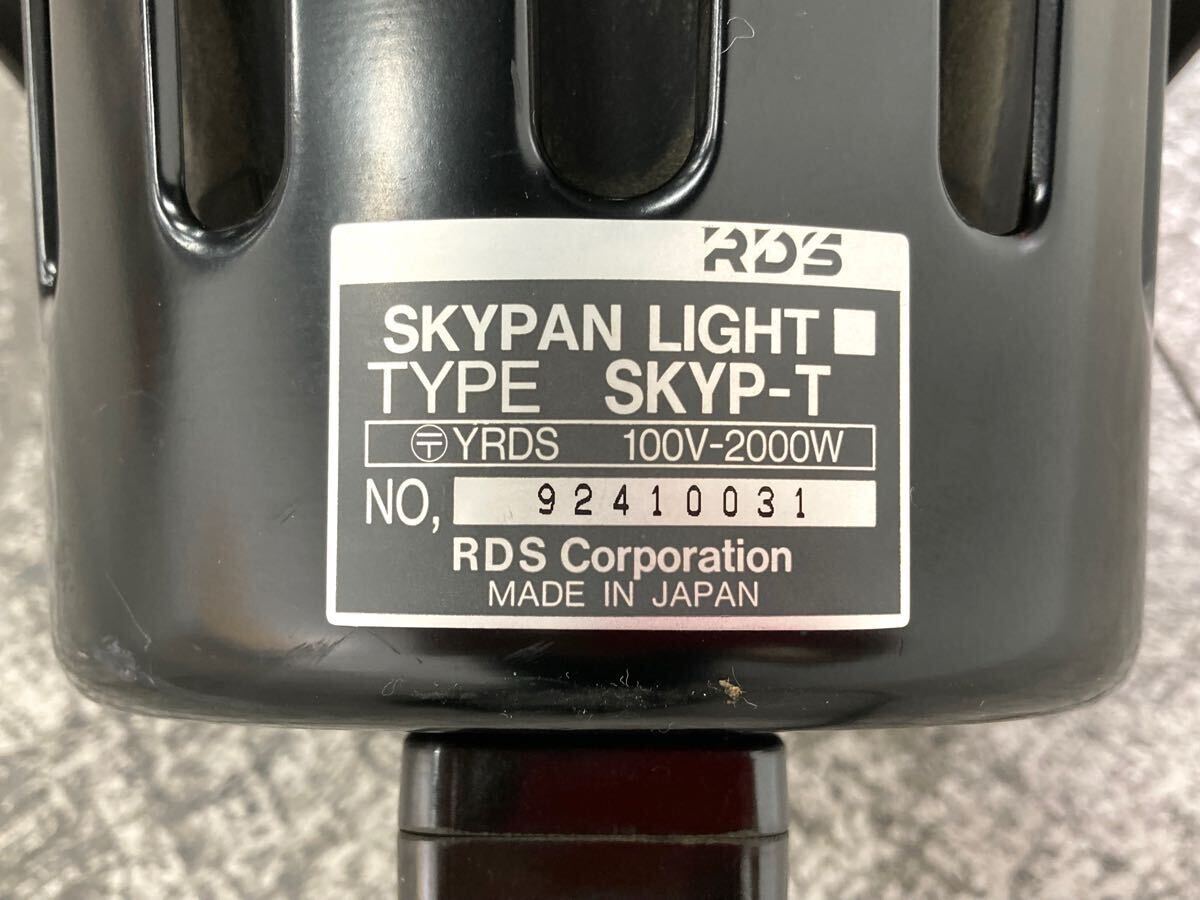 RDS
SKYPAN LIGHT □
TYPE SKYP-T
〶YRDS 100V-2000W
NO, 92410031
RDS Corporation
MADE IN JAPAN